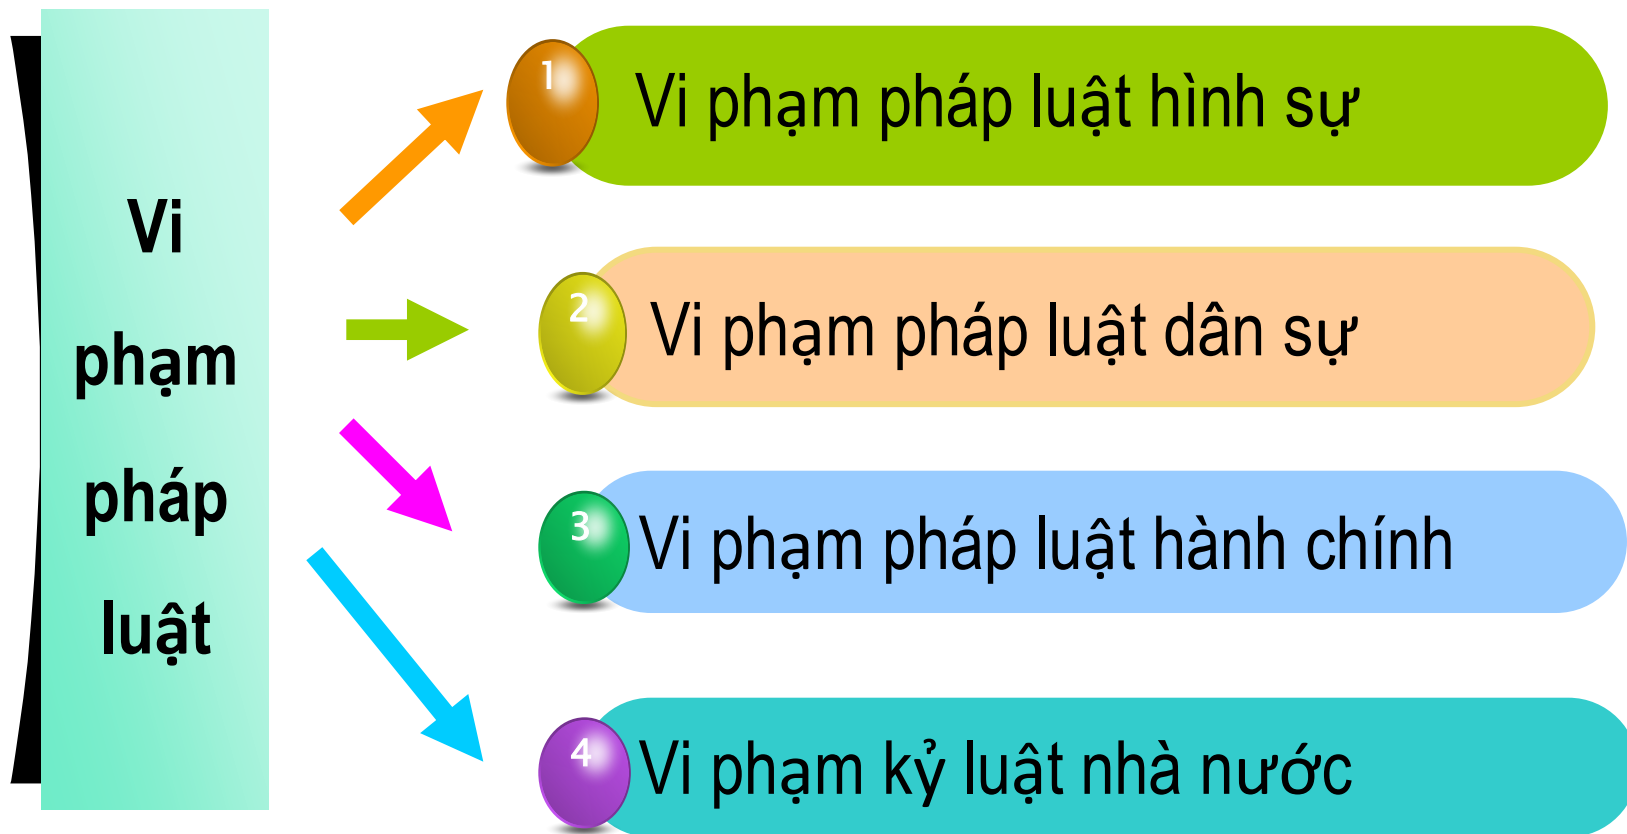 Vi
phạm
pháp
luật
1 Vi phạm pháp luật hình sự
2 Vi phạm pháp luật dân sự
3 Vi phạm pháp luật hành chính
4 Vi phạm kỷ luật nhà nước